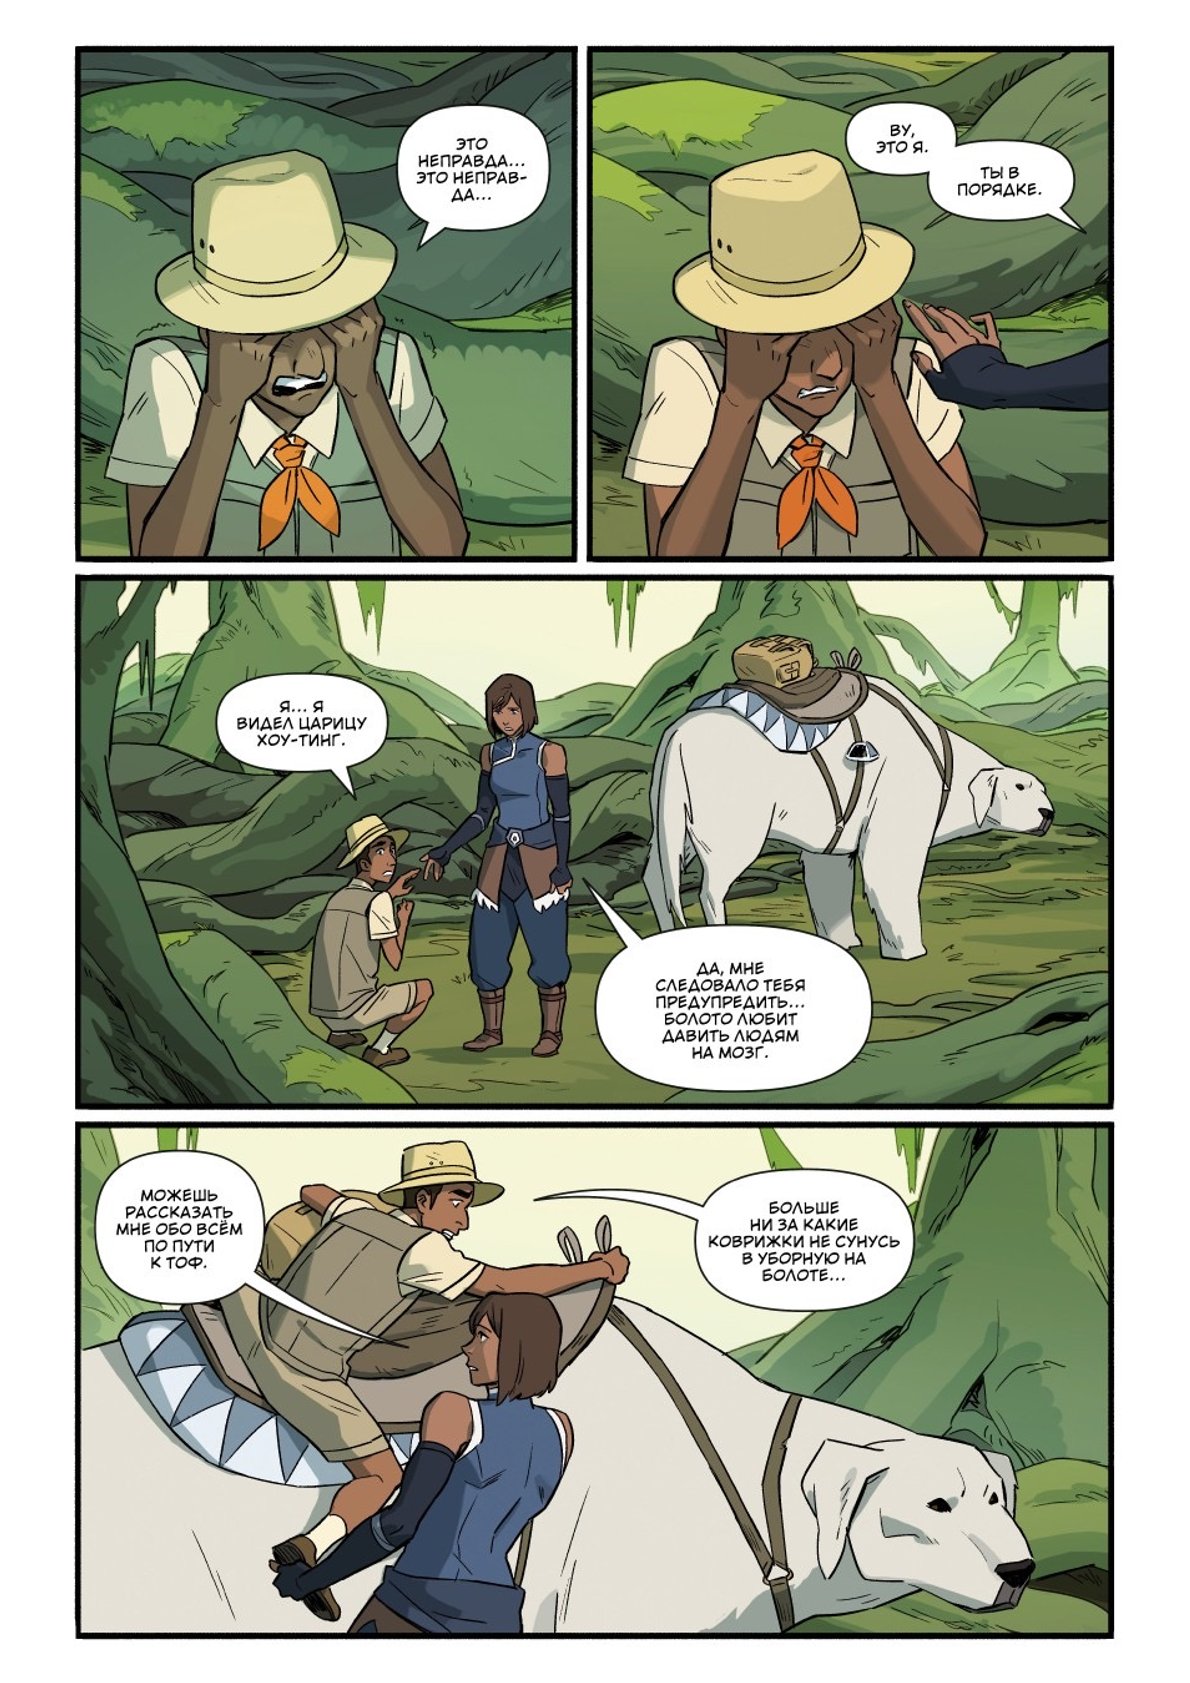 ЭТО
НЕПРАВДА...
ЭТО НЕПРАВ-
ДА...
ВУ,
ЭТО Я.
ТЫ В
ПОРЯДКЕ.
Я... Я
ВИДЕЛ ЦАРИЦУ
ХОУ-ТИНГ.
ДА, МНЕ
СЛЕДОВАЛО ТЕБЯ
ПРЕДУПРЕДИТЬ...
БОЛОТО ЛЮБИТ
ДАВИТЬ ЛЮДЯМ
НА МОЗГ.
МОЖЕШЬ
РАССКАЗАТЬ
МНЕ ОБО ВСЁМ
ПО ПУТИ
К ТОФ.
БОЛЬШЕ
НИ ЗА КАКИЕ
КОВРИЖКИ НЕ СУНУСЬ
В УБОРНУЮ НА
БОЛОТЕ...